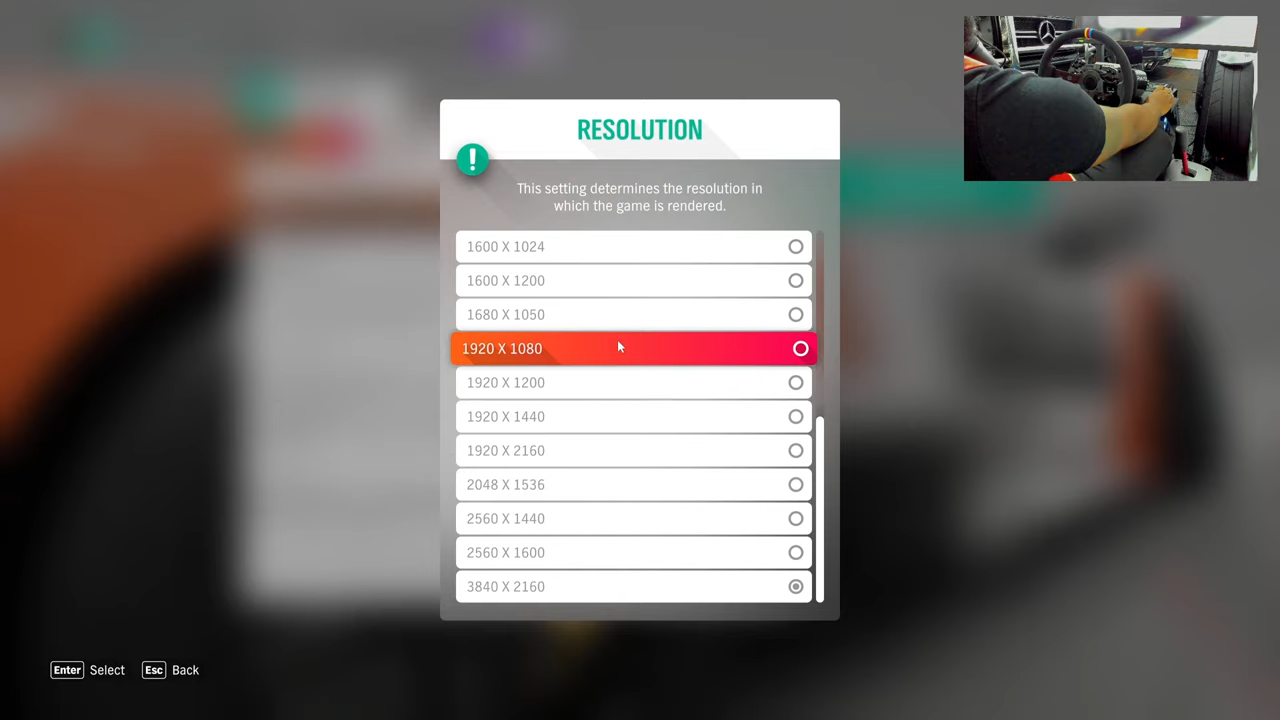 RESOLUTION
!
This setting determines the resolution in
which the game is rendered.
1600 X 1024
1600 X 1200
1680 X 1050
1920 X 1080
1920 X 1200
1920 X 1440
1920 X 2160
2048 X 1536
2560 X 1440
2560 X 1600
3840 X 2160
Enter Select Esc Back